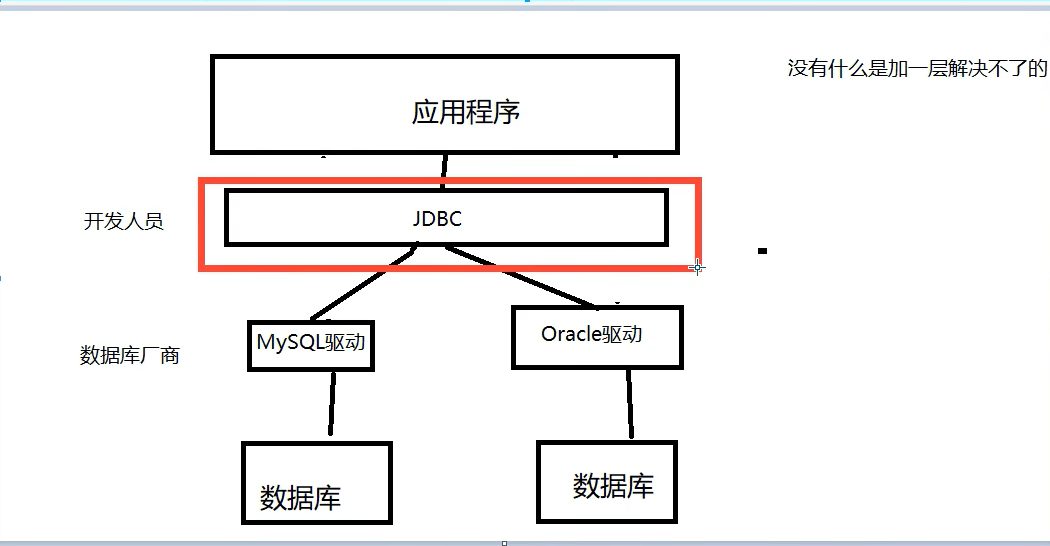 没有什么是加一层解决不了的
应用程序
开发人员
JDBC
数据库厂商
MySQL驱动
Oracle驱动
数据库
数据库